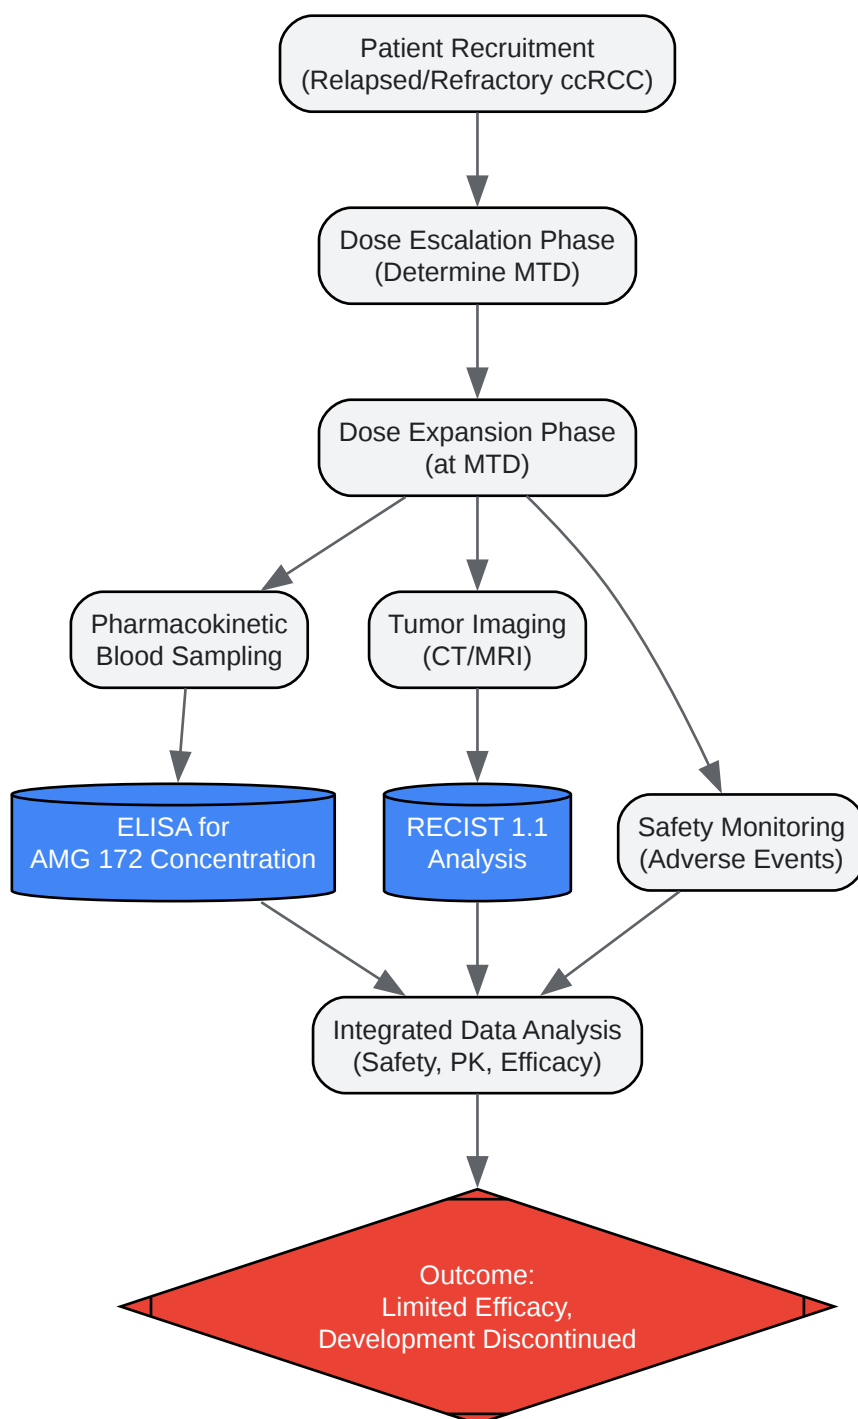 Patient Recruitment
(Relapsed/Refractory ccRCC)
Dose Escalation Phase
(Determine MTD)
Dose Expansion Phase
(at MTD)
Pharmacokinetic
Blood Sampling
Tumor Imaging
(CT/MRI)
ELISA for
AMG 172 Concentration
RECIST 1.1
Analysis
Safety Monitoring
(Adverse Events)
Integrated Data Analysis
(Safety, PK, Efficacy)
Outcome:
Limited Efficacy,
Development Discontinued